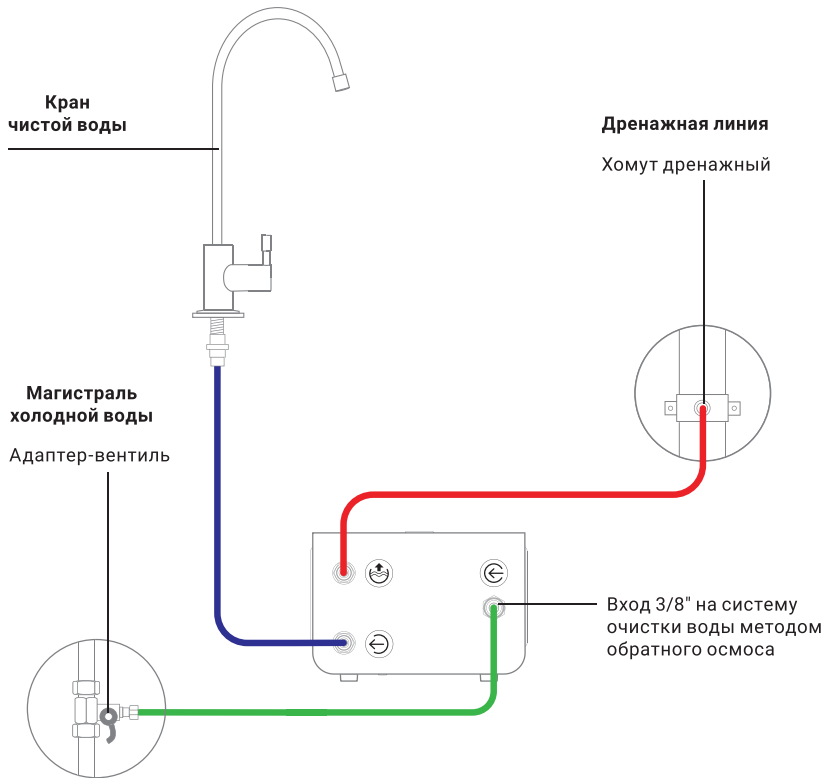 Кран
чистой воды
Дренажная линия
Хомут дренажный
Магистраль
холодной воды
Адаптер-вентиль
Вход 3/8" на систему
очистки воды методом
обратного осмоса